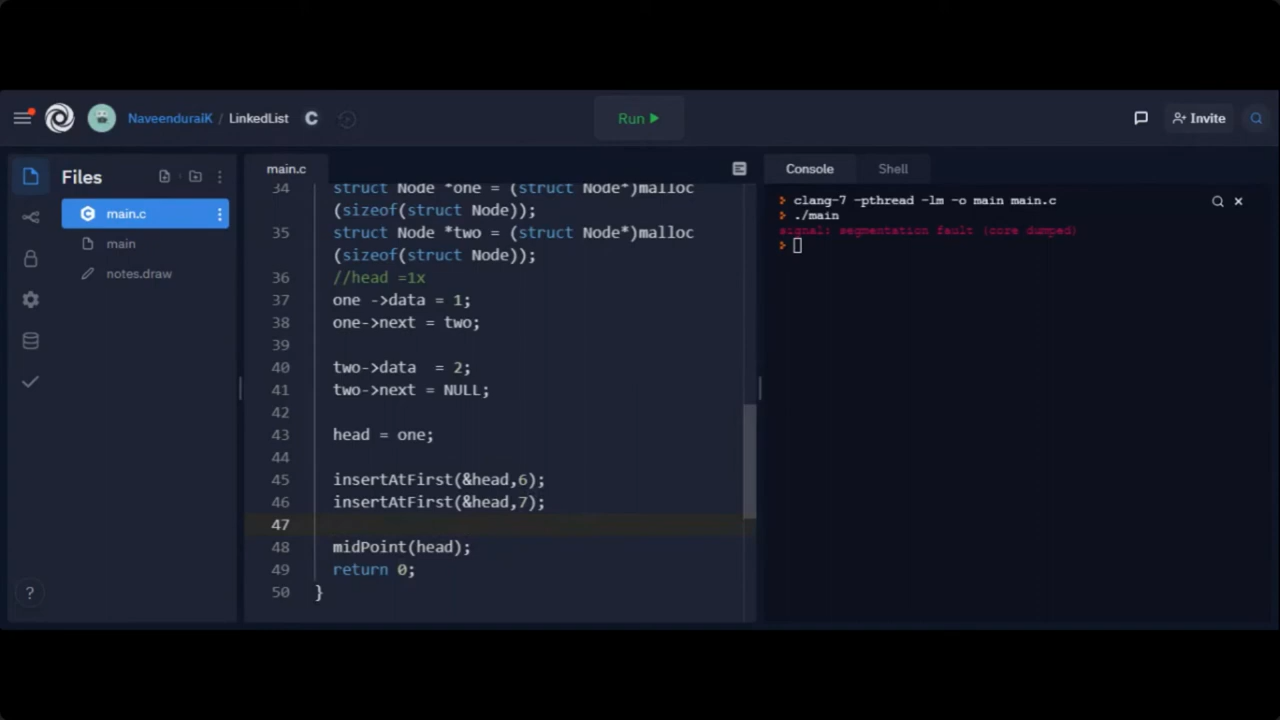 NaveenduraiK / LinkedList
Run
Invite
Files
main.c
main
notes.draw
main.c
34 struct Node *one = (struct Node*)malloc
(sizeof(struct Node));
35 struct Node *two = (struct Node*)malloc
(sizeof(struct Node));
36 //head =1x
37 one ->data = 1;
38 one->next = two;
39
40 two->data  = 2;
41 two->next = NULL;
42
43 head = one;
44
45 insertAtFirst(&head,6);
46 insertAtFirst(&head,7);
47
48 midPoint(head);
49 return 0;
50 }
Console Shell
clang-7 -pthread -lm -o main main.c
./main
signal: segmentation fault (core dumped)